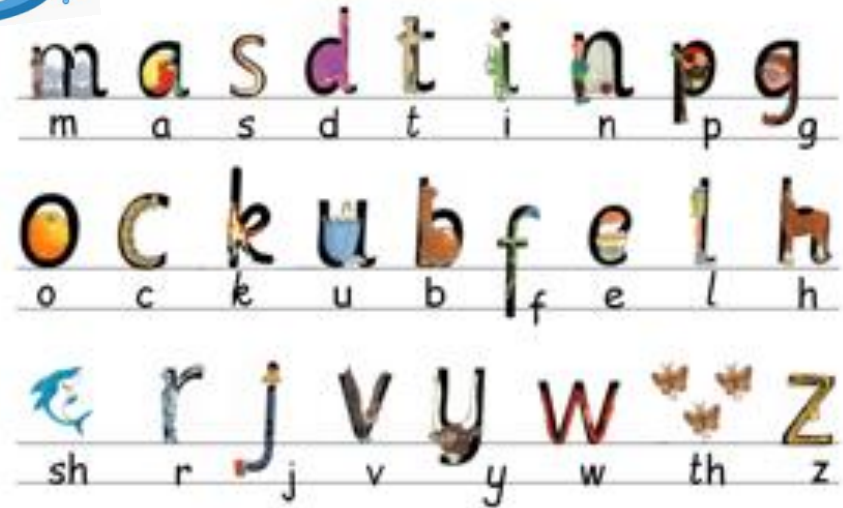 m a s d t i n p g
m a s d t i n p g
o c k u b f e l h
o c k u b f e l h
r j v y w z
sh r j v y w th z